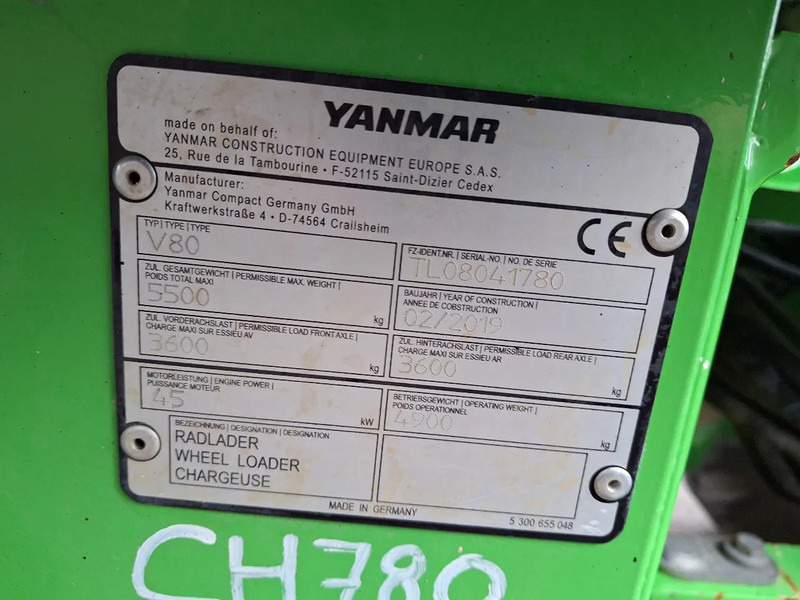 YANMAR
made on behalf of:
YANMAR CONSTRUCTION EQUIPMENT EUROPE S.A.S.
25, Rue de la Tambourine • F-52115 Saint-Dizier Cedex
Manufacturer:
Yanmar Compact Germany GmbH
Kraftwerkstraße 4 • D-74564 Crailsheim
CE
TYP | TYPE | TYPE
V80
FZ-IDENT.NR. | SERIAL-NO. | NO. DE SERIE
TL08041780
ZUL. GESAMTGEWICHT | PERMISSIBLE MAX. WEIGHT |
POIDS TOTAL MAXI
5500
kg
BAUJAHR | YEAR OF CONSTRUCTION |
ANNEE DE COBSTRUCTION
02/2019
ZUL. VORDERACHSLAST | PERMISSIBLE LOAD FRONT AXLE |
CHARGE MAXI SUR ESSIEU AV
3600
kg
ZUL. HINTERACHSLAST | PERMISSIBLE LOAD REAR AXLE |
CHARGE MAXI SUR ESSIEU AR
3600
kg
MOTORLEISTUNG | ENGINE POWER |
PUISSANCE MOTEUR
45
kW
BETRIEBSGEWICHT | OPERATING WEIGHT |
POIDS OPERATIONNEL
4900
kg
BEZEICHNUNG | DESIGNATION | DESIGNATION
RADLADER
WHEEL LOADER
CHARGEUSE
MADE IN GERMANY
5 300 655 048
CH780